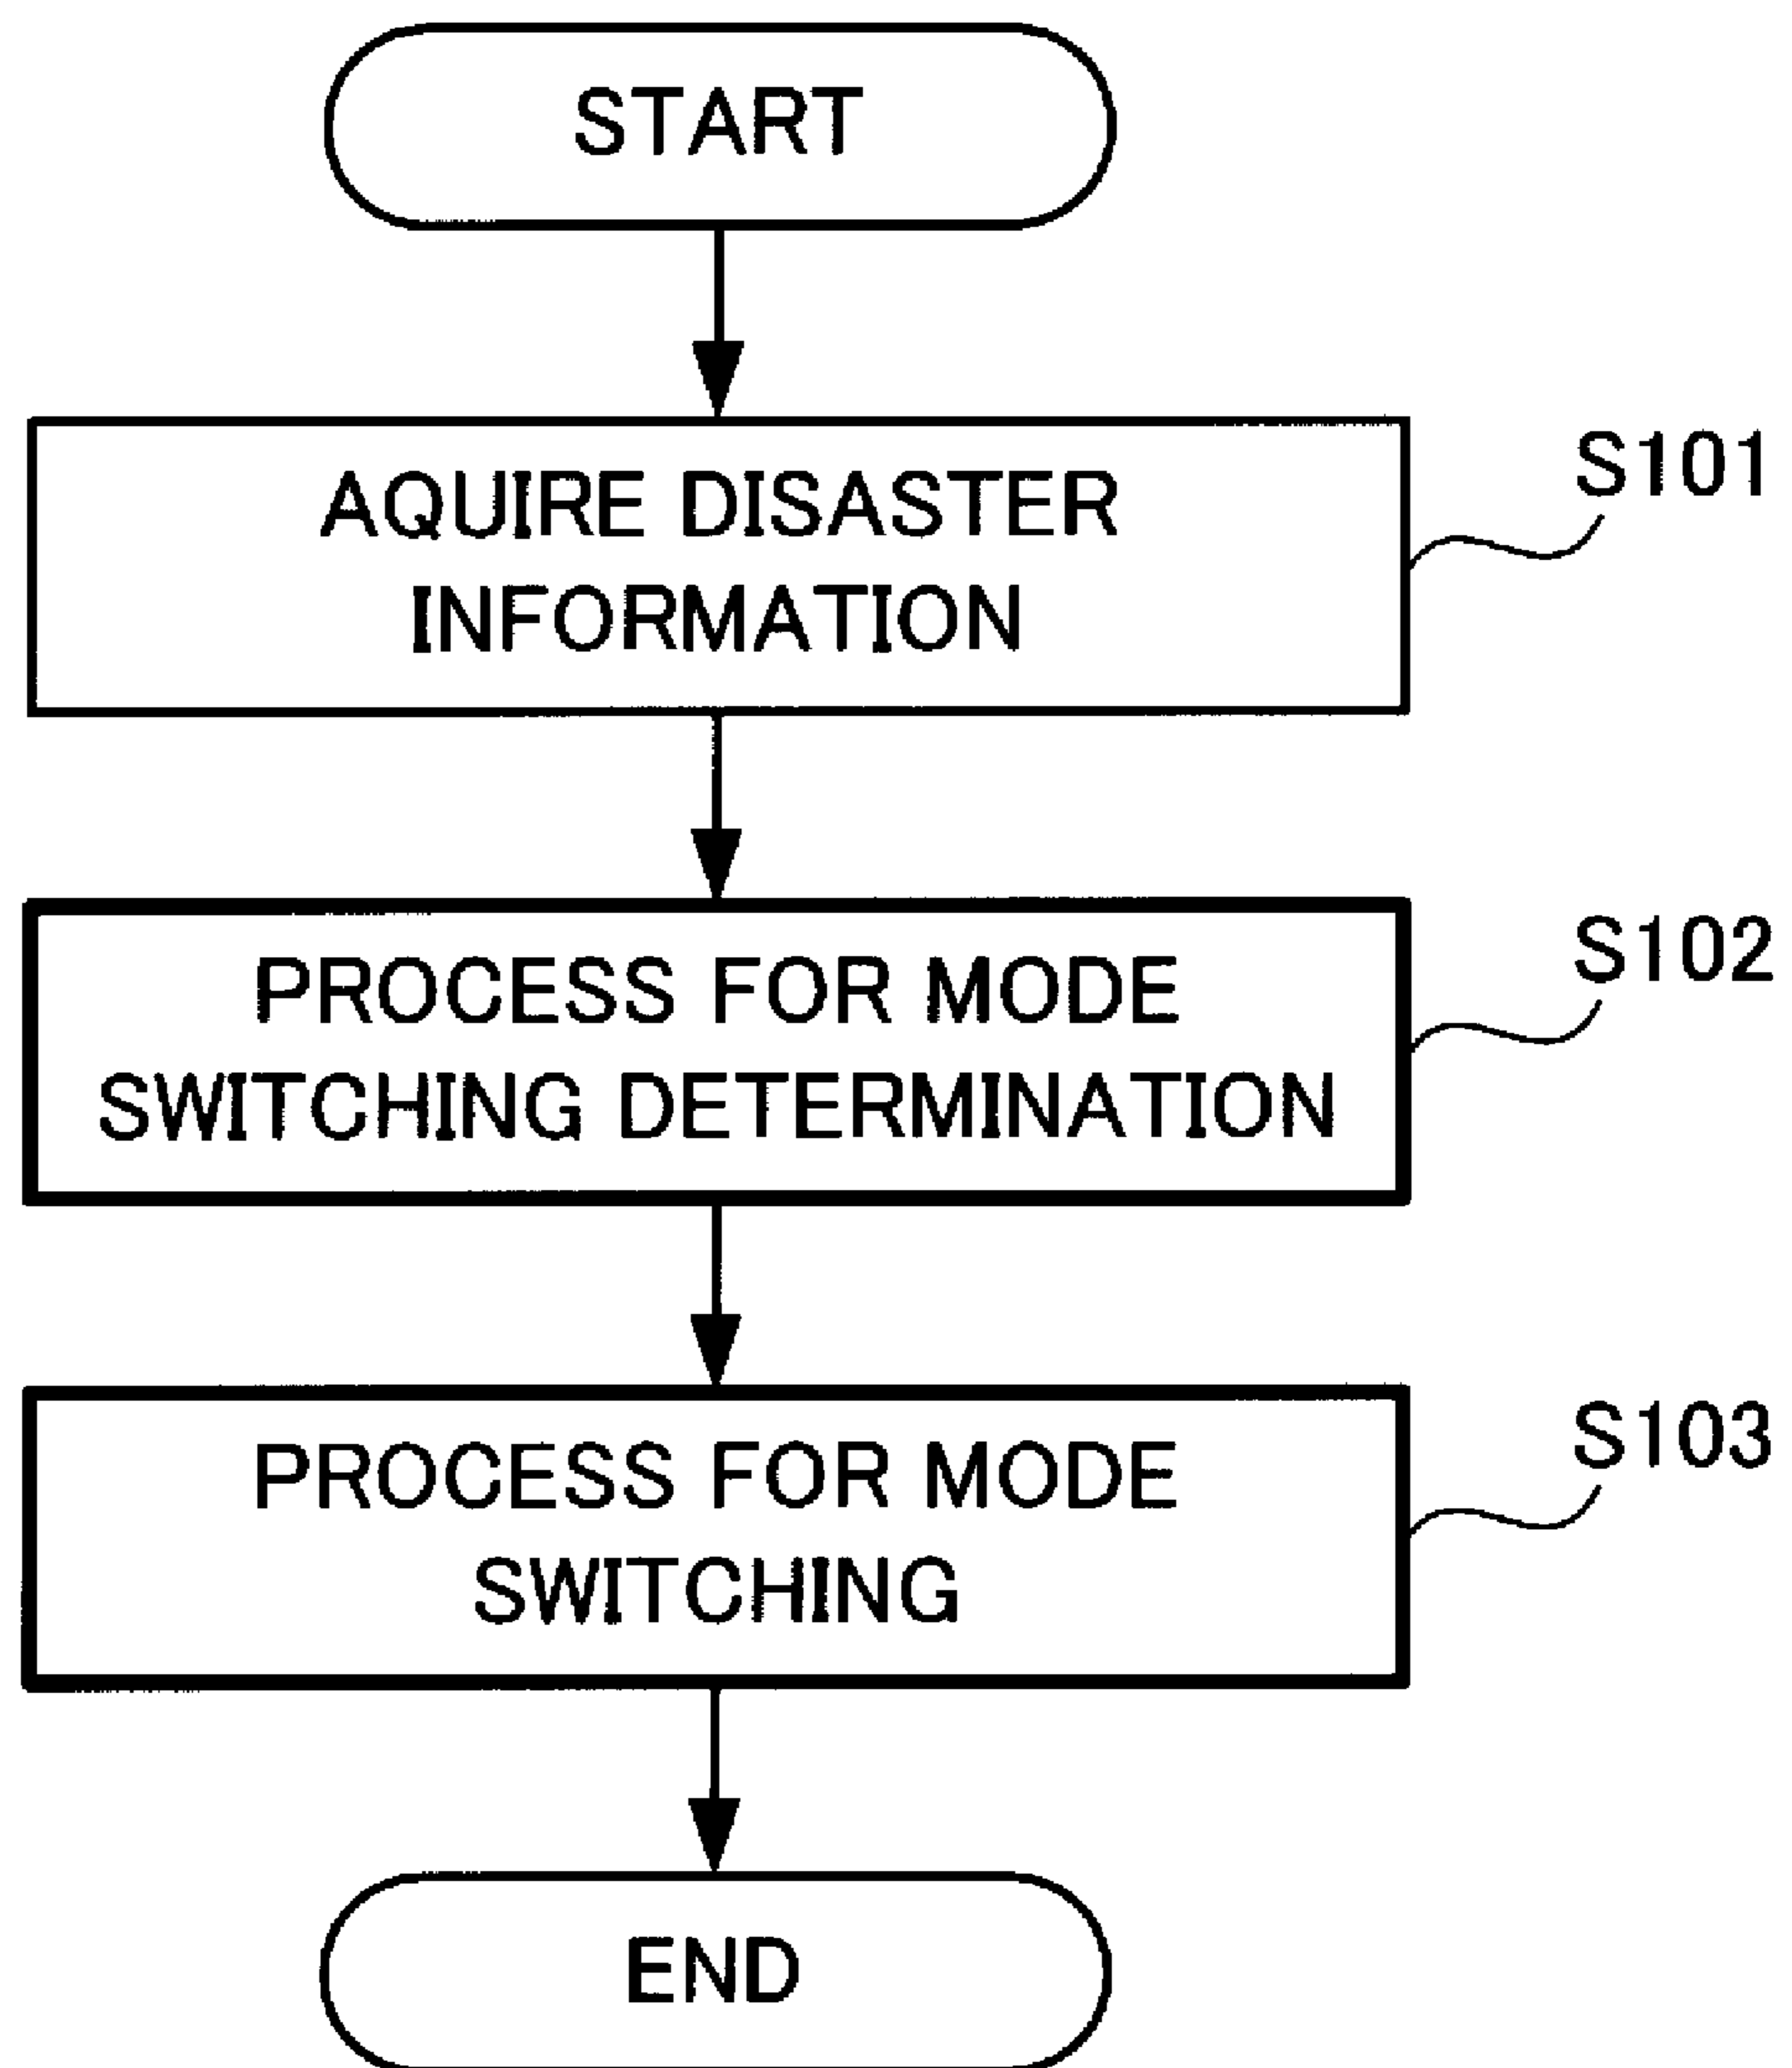 START
AQUIRE DISASTER
INFORMATION
S101
PROCESS FOR MODE
SWITCHING DETERMINATION
S102
PROCESS FOR MODE
SWITCHING
S103
END